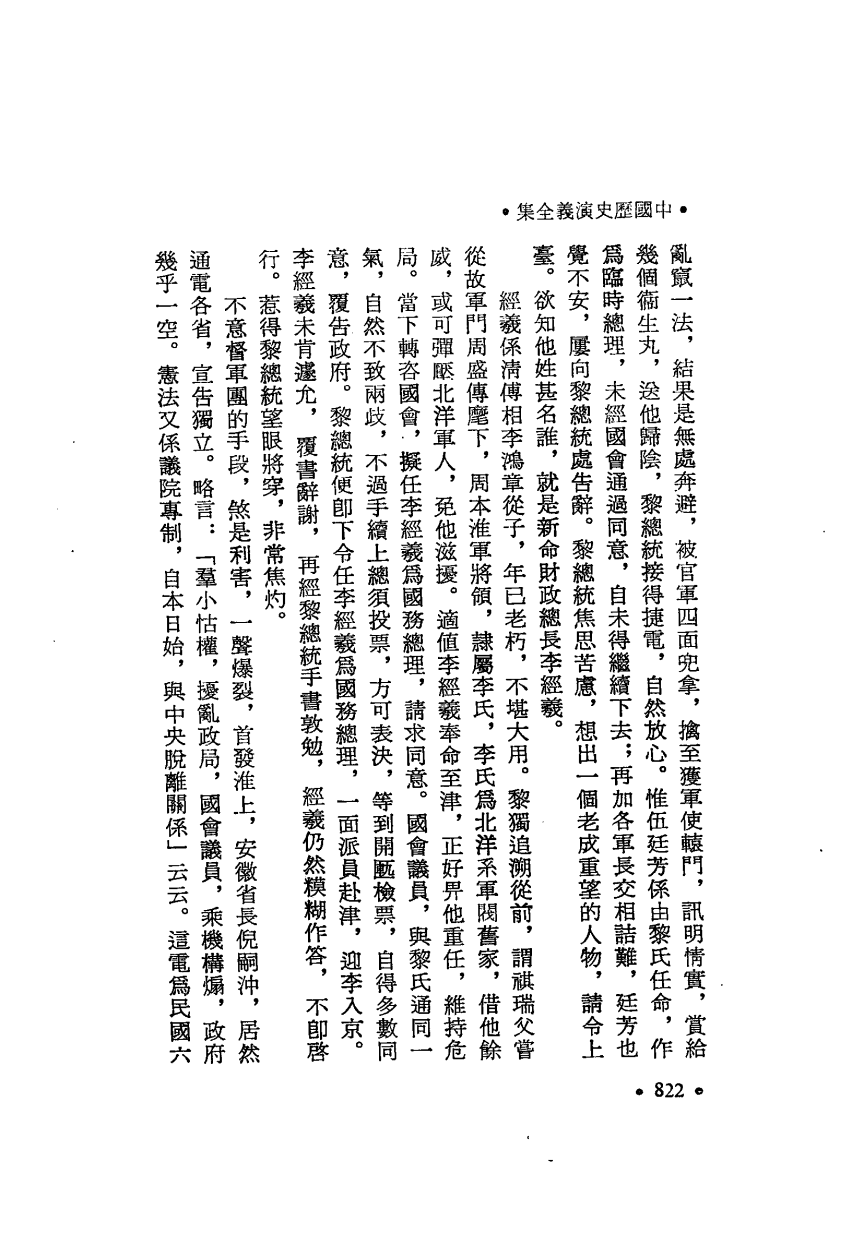 •中國歷史演義全集•
亂竄一法，結果是無處奔避，被官軍四面兜拿，擒至獲軍使轅門，訊明情實，賞給
幾個衞生丸，送他歸陰，黎總統接得捷電，自然放心。惟伍廷芳係由黎氏任命，作
爲臨時總理，未經國會通過同意，自未得繼續下去；再加各軍長交相詰難，廷芳也
覺不安，屢向黎總統處告辭。黎總統焦思苦慮，想出一個老成重望的人物，請令上
臺。欲知他姓甚名誰，就是新命財政總長李經羲。
經羲係清傅相李鴻章從子，年已老朽，不堪大用。黎獨追溯從前，謂祺瑞父嘗
從故軍門周盛傳麾下，周本淮軍將領，隸屬李氏，李氏爲北洋系軍閥舊家，借他餘
威，或可彈壓北洋軍人，免他滋擾。適值李經羲奉命至津，正好畀他重任，維持危
局。當下轉咨國會，擬任李經羲爲國務總理，請求同意。國會議員，與黎氏通同一
氣，自然不致兩歧，不過手續上總須投票，方可表決，等到開匭檢票，自得多數同
意，覆告政府。黎總統便卽下令任李經羲爲國務總理，一面派員赴津，迎李入京。
李經羲未肯遽允，覆書辭謝，再經黎總統手書敦勉，經羲仍然糢糊作答，不卽啓
行。惹得黎總統望眼將穿，非常焦灼。
不意督軍團的手段，煞是利害，一聲爆裂，首發淮上，安徽省長倪嗣沖，居然
通電各省，宣告獨立。略言：「羣小怙權，擾亂政局，國會議員，乘機構煽，政府
幾乎一空。憲法又係議院專制，自本日始，與中央脫離關係」云云。這電爲民國六
•822•